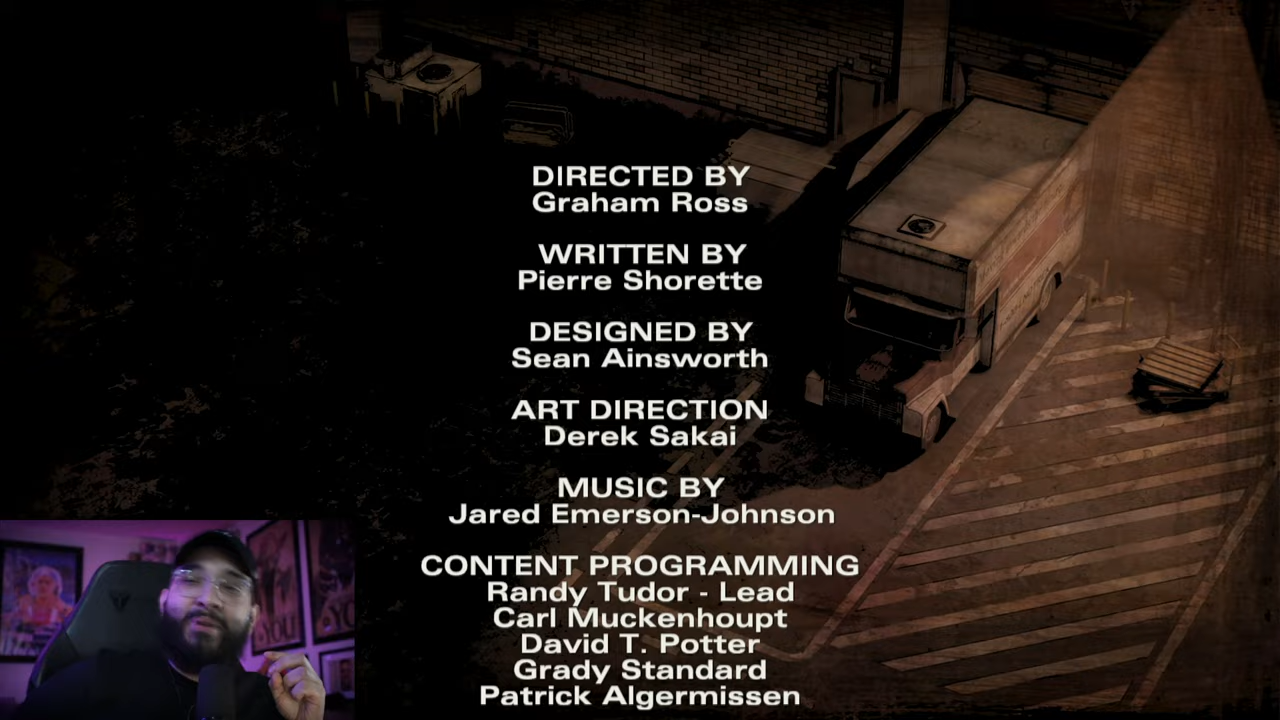 DIRECTED BY
Graham Ross
WRITTEN BY
Pierre Shorette
DESIGNED BY
Sean Ainsworth
ART DIRECTION
Derek Sakai
MUSIC BY
Jared Emerson-Johnson
CONTENT PROGRAMMING
Randy Tudor - Lead
Carl Muckenhoupt
David T. Potter
Grady Standard
Patrick Algermissen
YOU